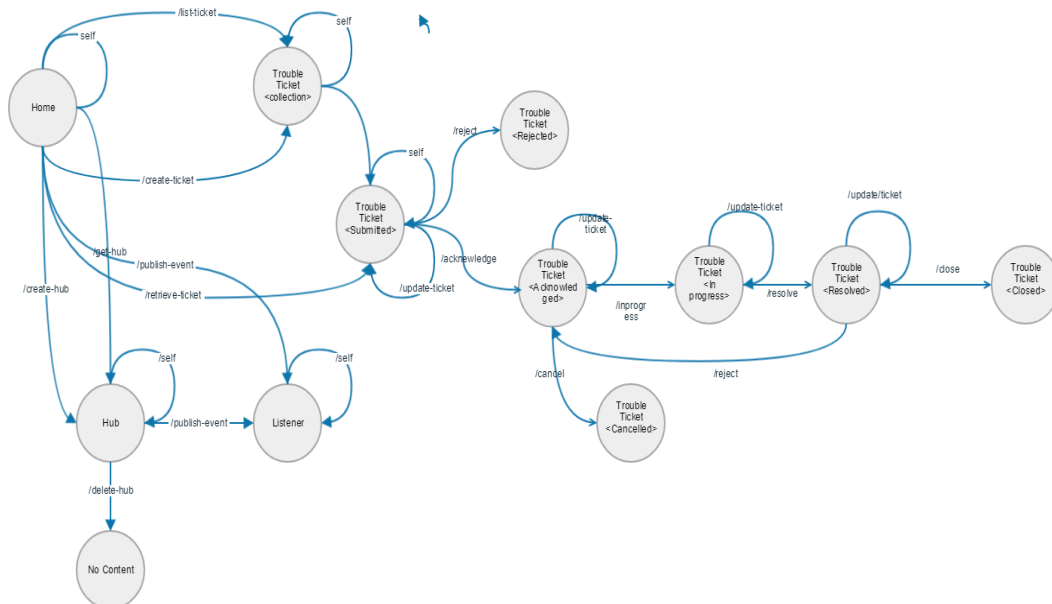 /list-ticket
self
self
Home
Trouble
Ticket
<collection>
Trouble
Ticket
<Rejected>
/reject
self
/create-ticket
Trouble
Ticket
<Submitted>
/update-
ticket
/update-ticket
/update/ticket
/get-hub
/publish-event
/acknowledge
/create-hub
/retrieve-ticket
/update-ticket
Trouble
Ticket
<Acknowled
ged>
/inprogr
ess
Trouble
Ticket
<In
progress>
/resolve
Trouble
Ticket
<Resolved>
/close
Trouble
Ticket
<Closed>
/self
/self
/cancel
/reject
Hub
/publish-event
Listener
Trouble
Ticket
<Cancelled>
/delete-hub
No Content